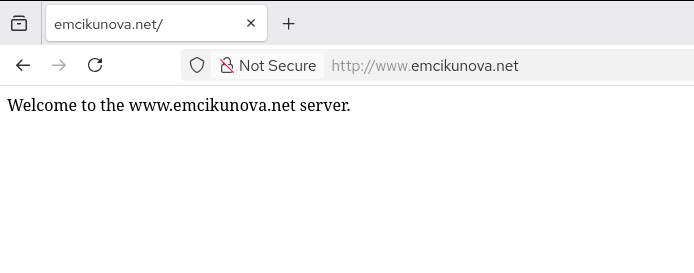 emcikunova.net/
Not Secure http://www.emcikunova.net
Welcome to the www.emcikunova.net server.